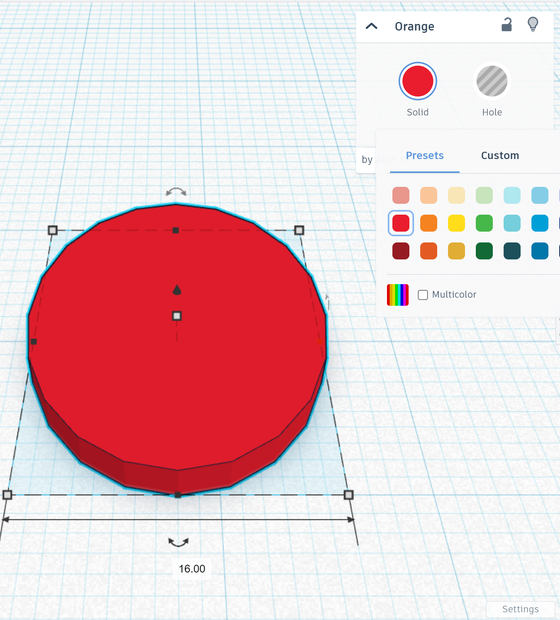 Orange
Solid
Hole
by
Presets
Custom
Multicolor
16.00
Settings